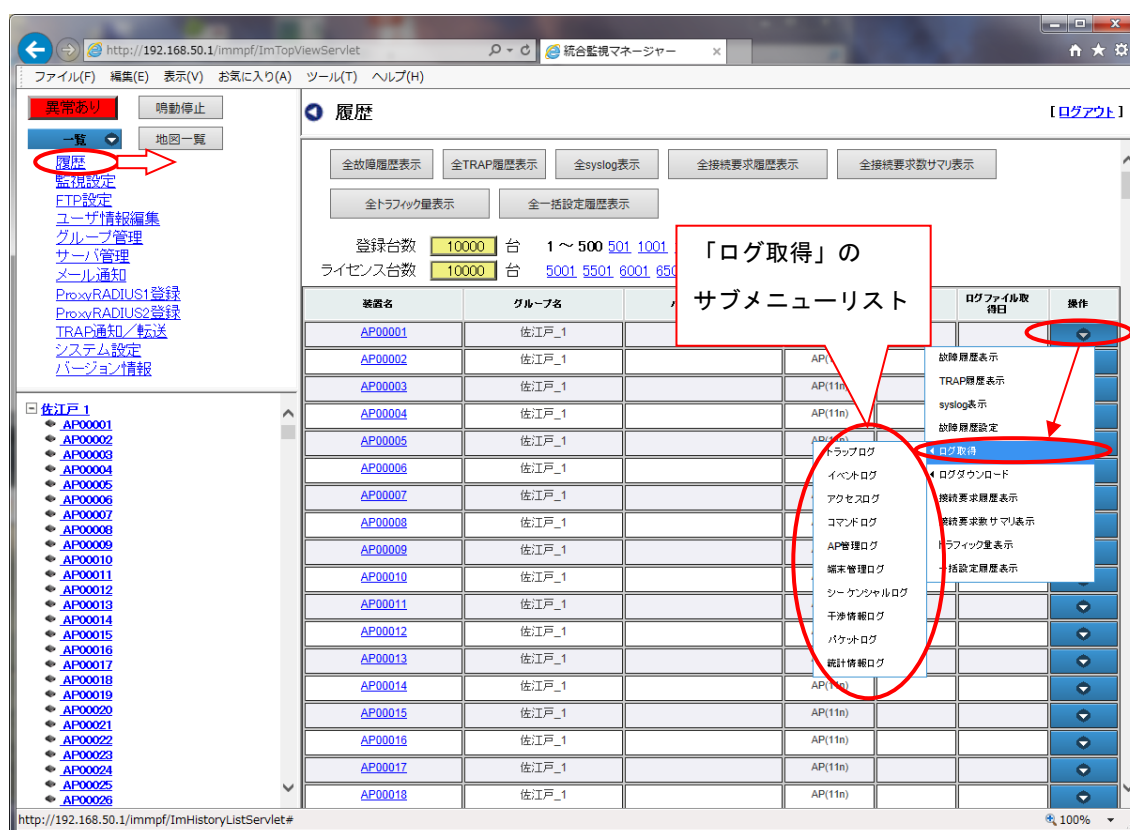 http://192.168.50.1/immpf/ImTopViewServlet
統合監視マネージャー
ファイル(F) 編集(E) 表示(V) お気に入り(A) ツール(T) ヘルプ(H)
異常あり 鳴動停止
一覧 地図一覧
履歴
監視設定
FTP設定
ユーザ情報編集
グループ管理
サーバ管理
メール通知
ProxyRADIUS1登録
ProxyRADIUS2登録
TRAP通知/転送
システム設定
バージョン情報
佐江戸 1
AP00001
AP00002
AP00003
AP00004
AP00005
AP00006
AP00007
AP00008
AP00009
AP00010
AP00011
AP00012
AP00013
AP00014
AP00015
AP00016
AP00017
AP00018
AP00019
AP00020
AP00021
AP00022
AP00023
AP00024
AP00025
AP00026
履歴 [ログアウト]
全故障履歴表示 全TRAP履歴表示 全syslog表示 全接続要求履歴表示 全接続要求数サマリ表示
全トラフィック量表示 全一括設定履歴表示
登録台数 10000 台 1 ～ 500 501 1001
ライセンス台数 10000 台 5001 5501 6001
「ログ取得」の
サブメニューリスト
装置名 グループ名 ログファイル取得日 操作
AP00001 佐江戸_1
AP00002 佐江戸_1
AP00003 佐江戸_1 AP(11n)
AP00004 佐江戸_1 AP(11n)
AP00005 佐江戸_1
AP00006 佐江戸_1
AP00007 佐江戸_1
AP00008 佐江戸_1
AP00009 佐江戸_1
AP00010 佐江戸_1
AP00011 佐江戸_1
AP00012 佐江戸_1
AP00013 佐江戸_1
AP00014 佐江戸_1 AP(11n)
AP00015 佐江戸_1 AP(11n)
AP00016 佐江戸_1 AP(11n)
AP00017 佐江戸_1 AP(11n)
AP00018 佐江戸_1 AP(11n)
故障履歴表示
TRAP履歴表示
syslog表示
故障履歴設定
ログ取得
ログダウンロード
接続要求履歴表示
接続要求数サマリ表示
トラフィック量表示
一括設定履歴表示
トラップログ
イベントログ
アクセスログ
コマンドログ
AP管理ログ
端末管理ログ
シーケンシャルログ
干渉情報ログ
パケットログ
統計情報ログ
http://192.168.50.1/immpf/ImHistoryListServlet#
100%